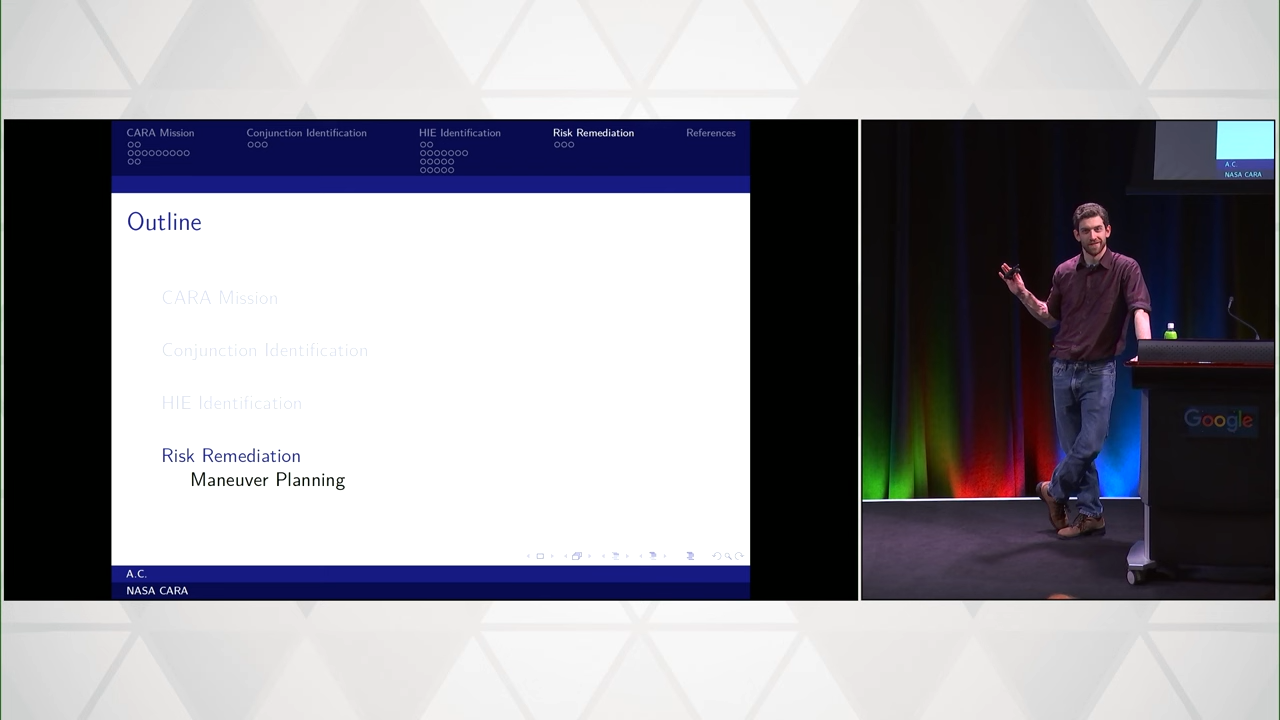 CARA Mission
Conjunction Identification
HIE Identification
Risk Remediation
References
Outline
CARA Mission
Conjunction Identification
HIE Identification
Risk Remediation
Maneuver Planning
A.C.
NASA CARA
A.C.
NASA CARA
Google